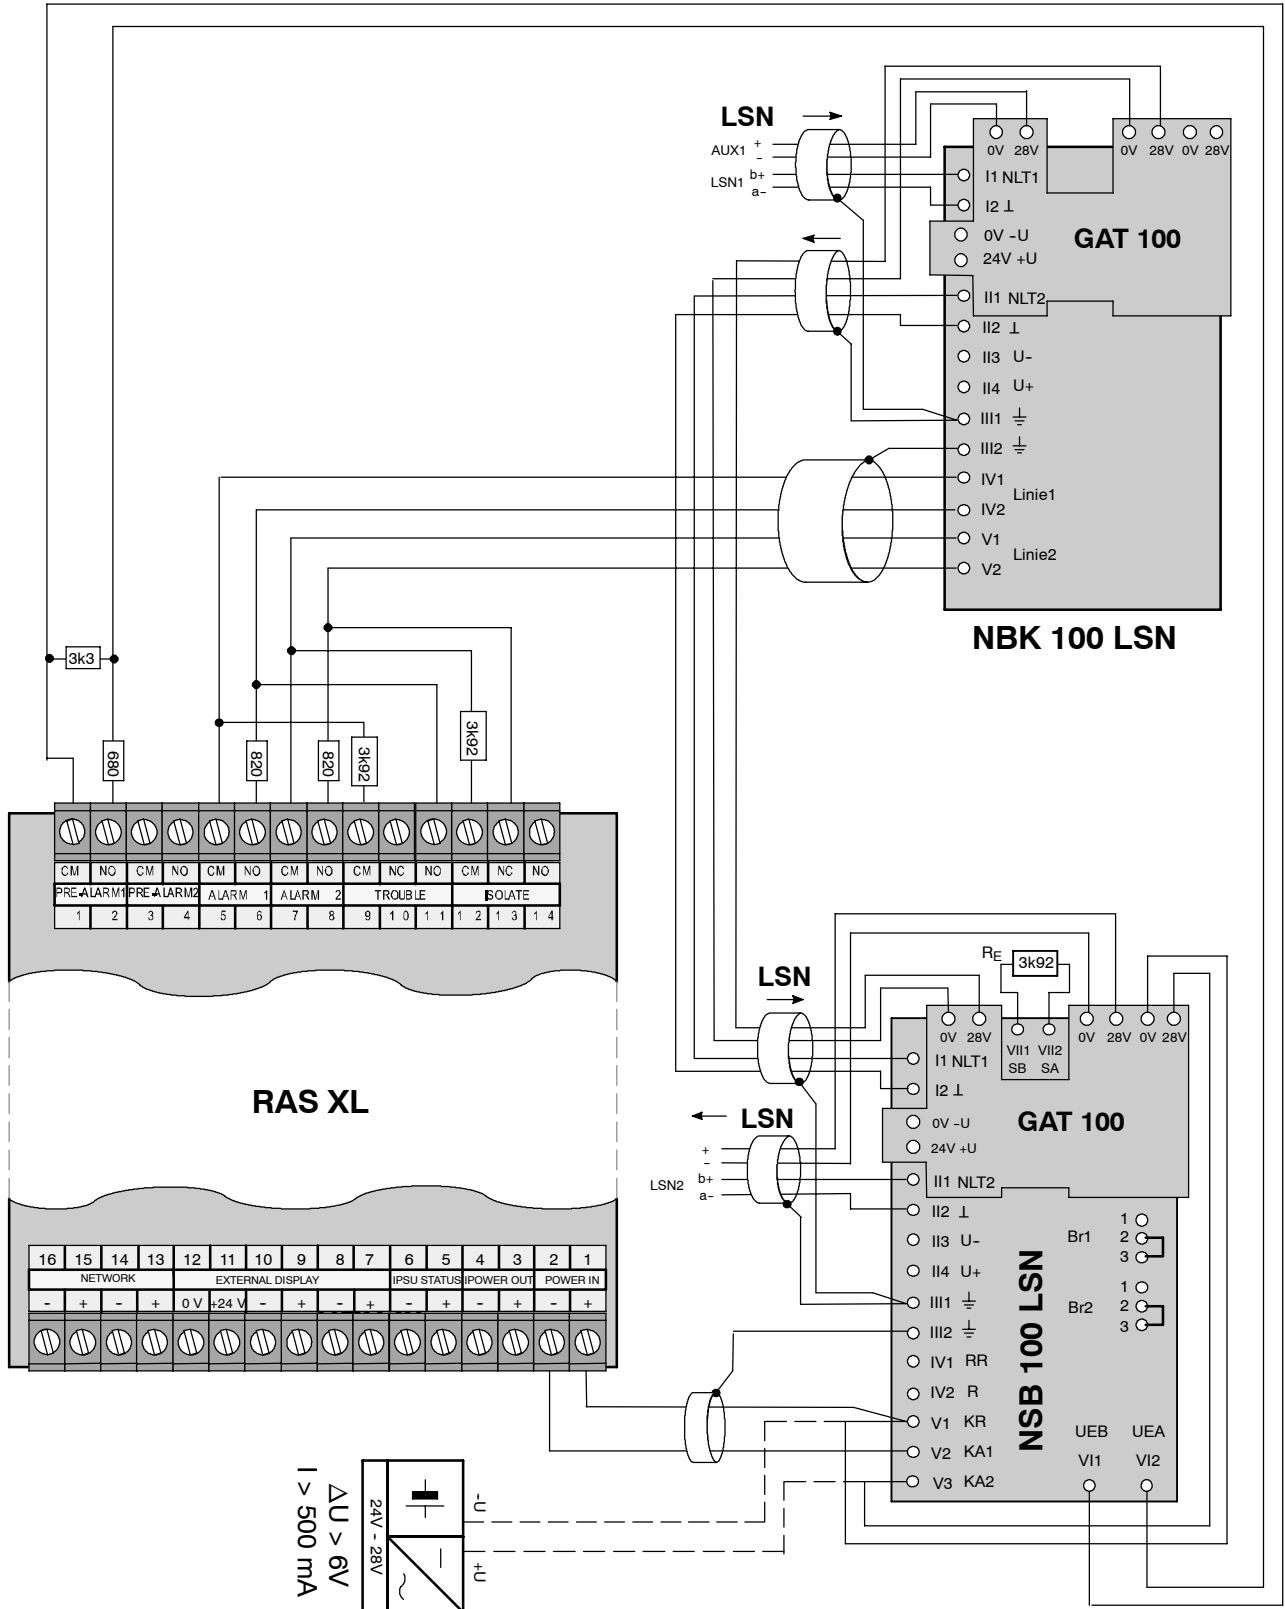 LSN
AUX1 +
-
LSN1 b+
a-
0V 28V 0V 28V 0V 28V
I1 NLT1
I2 ⊥
0V -U
24V +U
GAT 100
II1 NLT2
II2 ⊥
II3 U-
II4 U+
III1 ⏚
III2 ⏚
IV1
Linie1
IV2
V1
Linie2
V2
NBK 100 LSN
3k3
680
820
820
3k92
3k92
CM NO CM NO CM NO CM NO CM NC NO CM NC NO
PRE-ALARM1 PRE-ALARM2 ALARM 1 ALARM 2 TROUBLE ISOLATE
1 2 3 4 5 6 7 8 9 10 11 12 13 14
RAS XL
16 15 14 13 12 11 10 9 8 7 6 5 4 3 2 1
NETWORK EXTERNAL DISPLAY IPSU STATUS IPOWER OUT POWER IN
- + - + 0 V +24 V - + - + - + - + - +
LSN
RE 3k92
0V 28V VII1 VII2 0V 28V 0V 28V
SB SA
I1 NLT1
I2 ⊥
0V -U
24V +U
GAT 100
LSN
+
-
LSN2 b+
a-
II1 NLT2
II2 ⊥
II3 U-
II4 U+
III1 ⏚
III2 ⏚
IV1 RR
IV2 R
V1 KR
V2 KA1
V3 KA2
NSB 100 LSN
Br1 1
2
3
Br2 1
2
3
UEB UEA
VI1 VI2
-U
+U
24V - 28V
△U > 6V
I > 500 mA